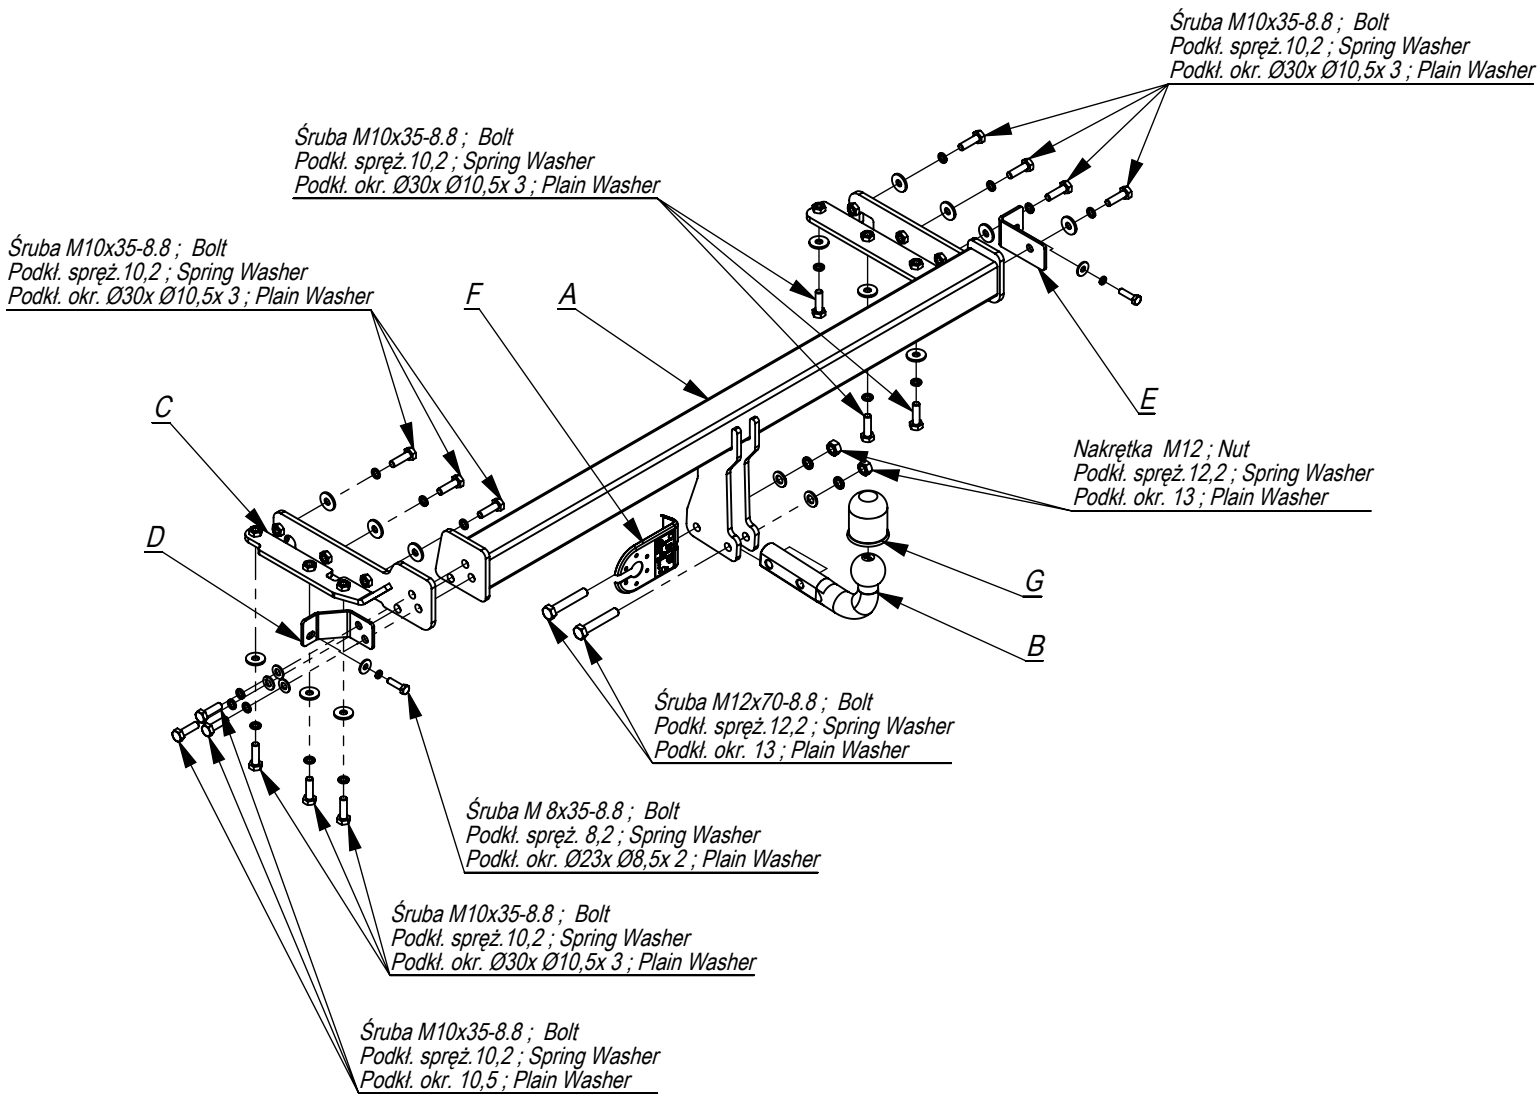 Śruba M10x35-8.8 ; Bolt
Podkł. spręż.10,2 ; Spring Washer
Podkł. okr. Ø30x Ø10,5x 3 ; Plain Washer
Śruba M10x35-8.8 ; Bolt
Podkł. spręż.10,2 ; Spring Washer
Podkł. okr. Ø30x Ø10,5x 3 ; Plain Washer
Śruba M10x35-8.8 ; Bolt
Podkł. spręż.10,2 ; Spring Washer
Podkł. okr. Ø30x Ø10,5x 3 ; Plain Washer
F
A
C
E
D
Nakrętka M12 ; Nut
Podkł. spręż.12,2 ; Spring Washer
Podkł. okr. 13 ; Plain Washer
G
B
Śruba M12x70-8.8 ; Bolt
Podkł. spręż.12,2 ; Spring Washer
Podkł. okr. 13 ; Plain Washer
Śruba M 8x35-8.8 ; Bolt
Podkł. spręż. 8,2 ; Spring Washer
Podkł. okr. Ø23x Ø8,5x 2 ; Plain Washer
Śruba M10x35-8.8 ; Bolt
Podkł. spręż.10,2 ; Spring Washer
Podkł. okr. Ø30x Ø10,5x 3 ; Plain Washer
Śruba M10x35-8.8 ; Bolt
Podkł. spręż.10,2 ; Spring Washer
Podkł. okr. 10,5 ; Plain Washer